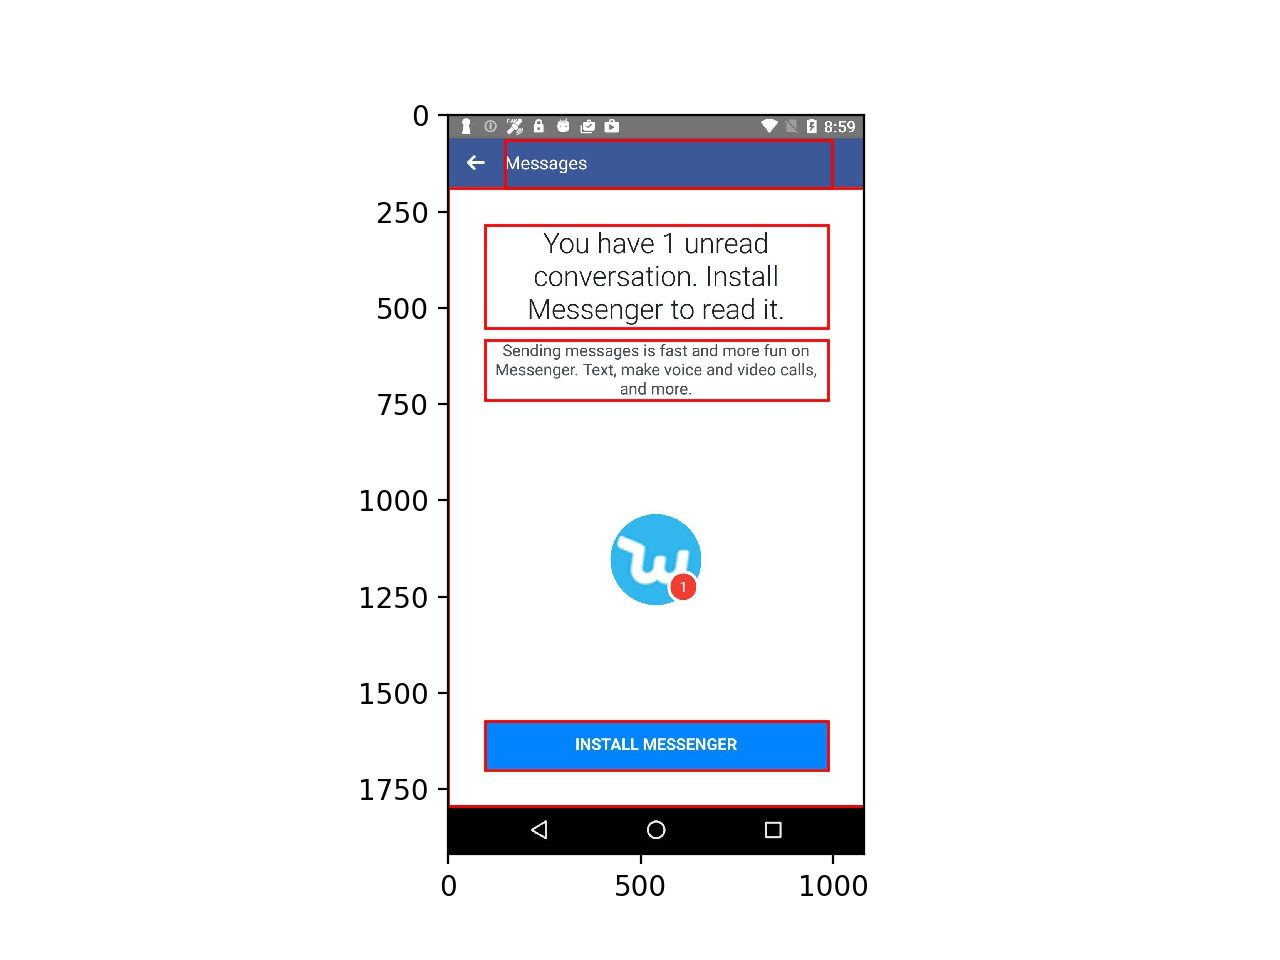 0
250
500
750
1000
1250
1500
1750
8:59
Messages
You have 1 unread
conversation. Install
Messenger to read it.
Sending messages is fast and more fun on
Messenger. Text, make voice and video calls,
and more.
1
INSTALL MESSENGER
0
500
1000